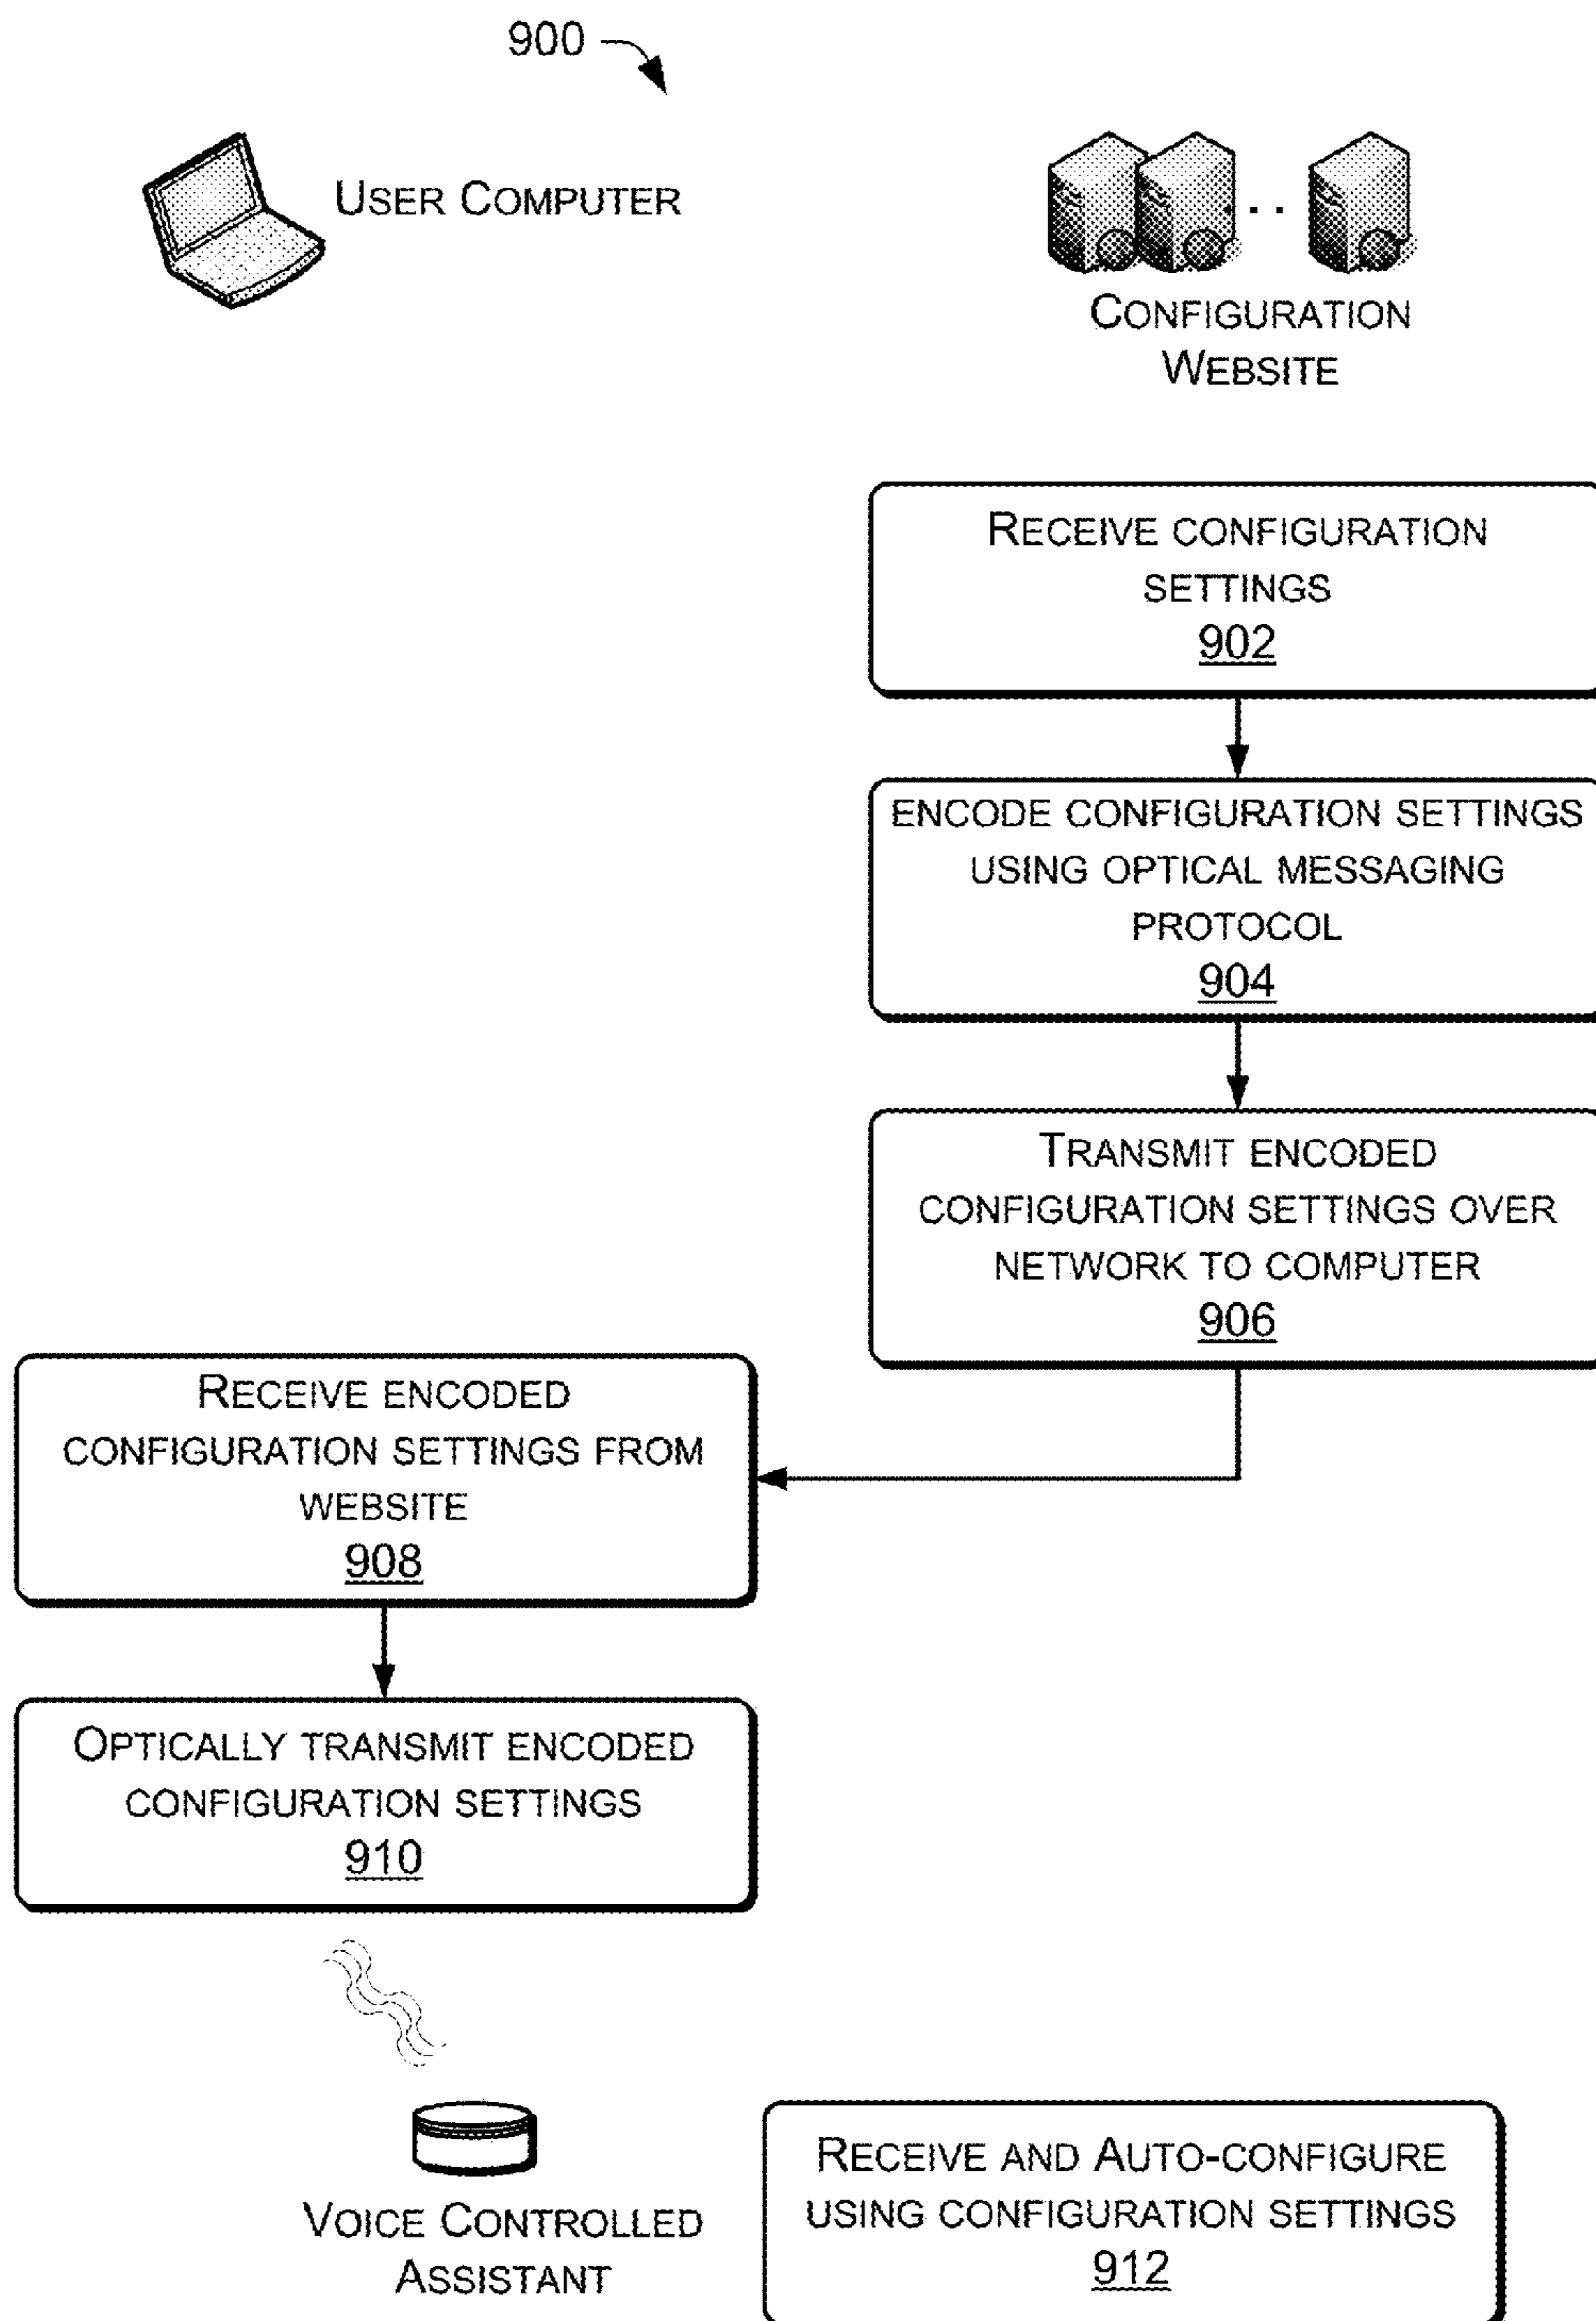 900
USER COMPUTER
CONFIGURATION
WEBSITE
RECEIVE CONFIGURATION
SETTINGS
902
ENCODE CONFIGURATION SETTINGS
USING OPTICAL MESSAGING
PROTOCOL
904
TRANSMIT ENCODED
CONFIGURATION SETTINGS OVER
NETWORK TO COMPUTER
906
RECEIVE ENCODED
CONFIGURATION SETTINGS FROM
WEBSITE
908
OPTICALLY TRANSMIT ENCODED
CONFIGURATION SETTINGS
910
VOICE CONTROLLED
ASSISTANT
RECEIVE AND AUTO-CONFIGURE
USING CONFIGURATION SETTINGS
912